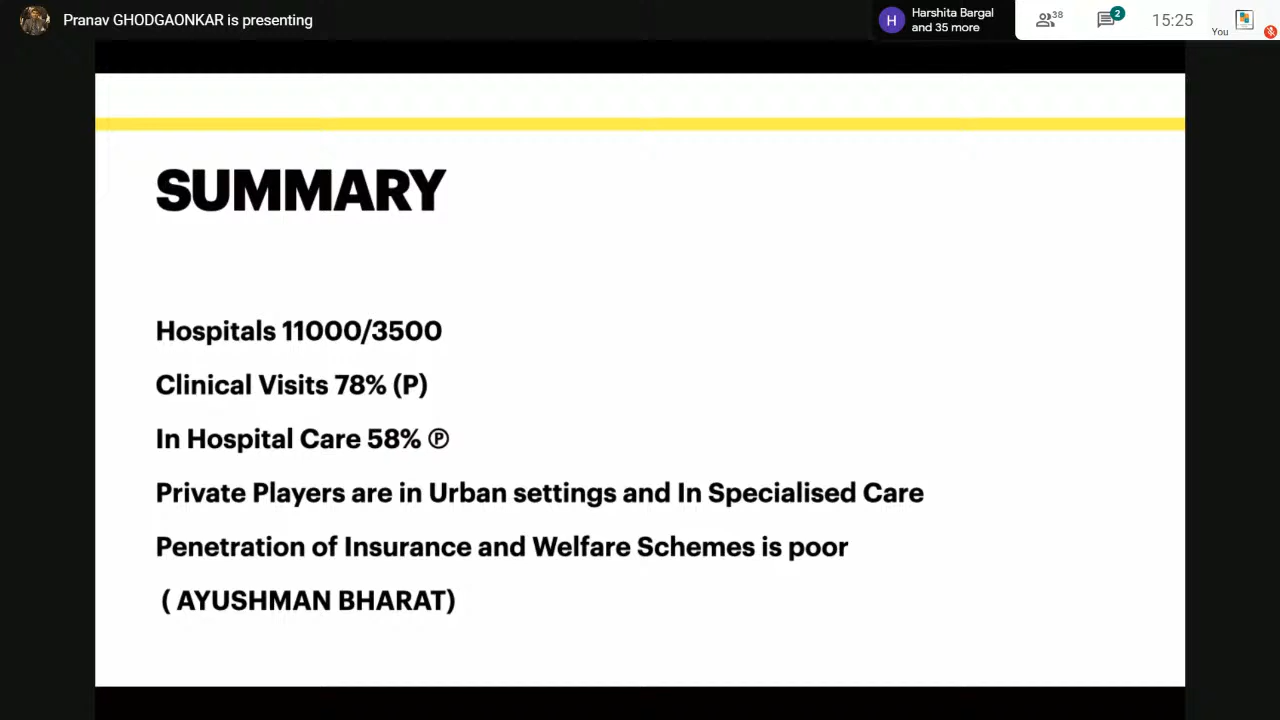 Pranav GHODGAONKAR is presenting
H
Harshita Bargal
and 35 more
38
2
15:25
You
SUMMARY
Hospitals 11000/3500
Clinical Visits 78% (P)
In Hospital Care 58% Ⓟ
Private Players are in Urban settings and In Specialised Care
Penetration of Insurance and Welfare Schemes is poor
( AYUSHMAN BHARAT)